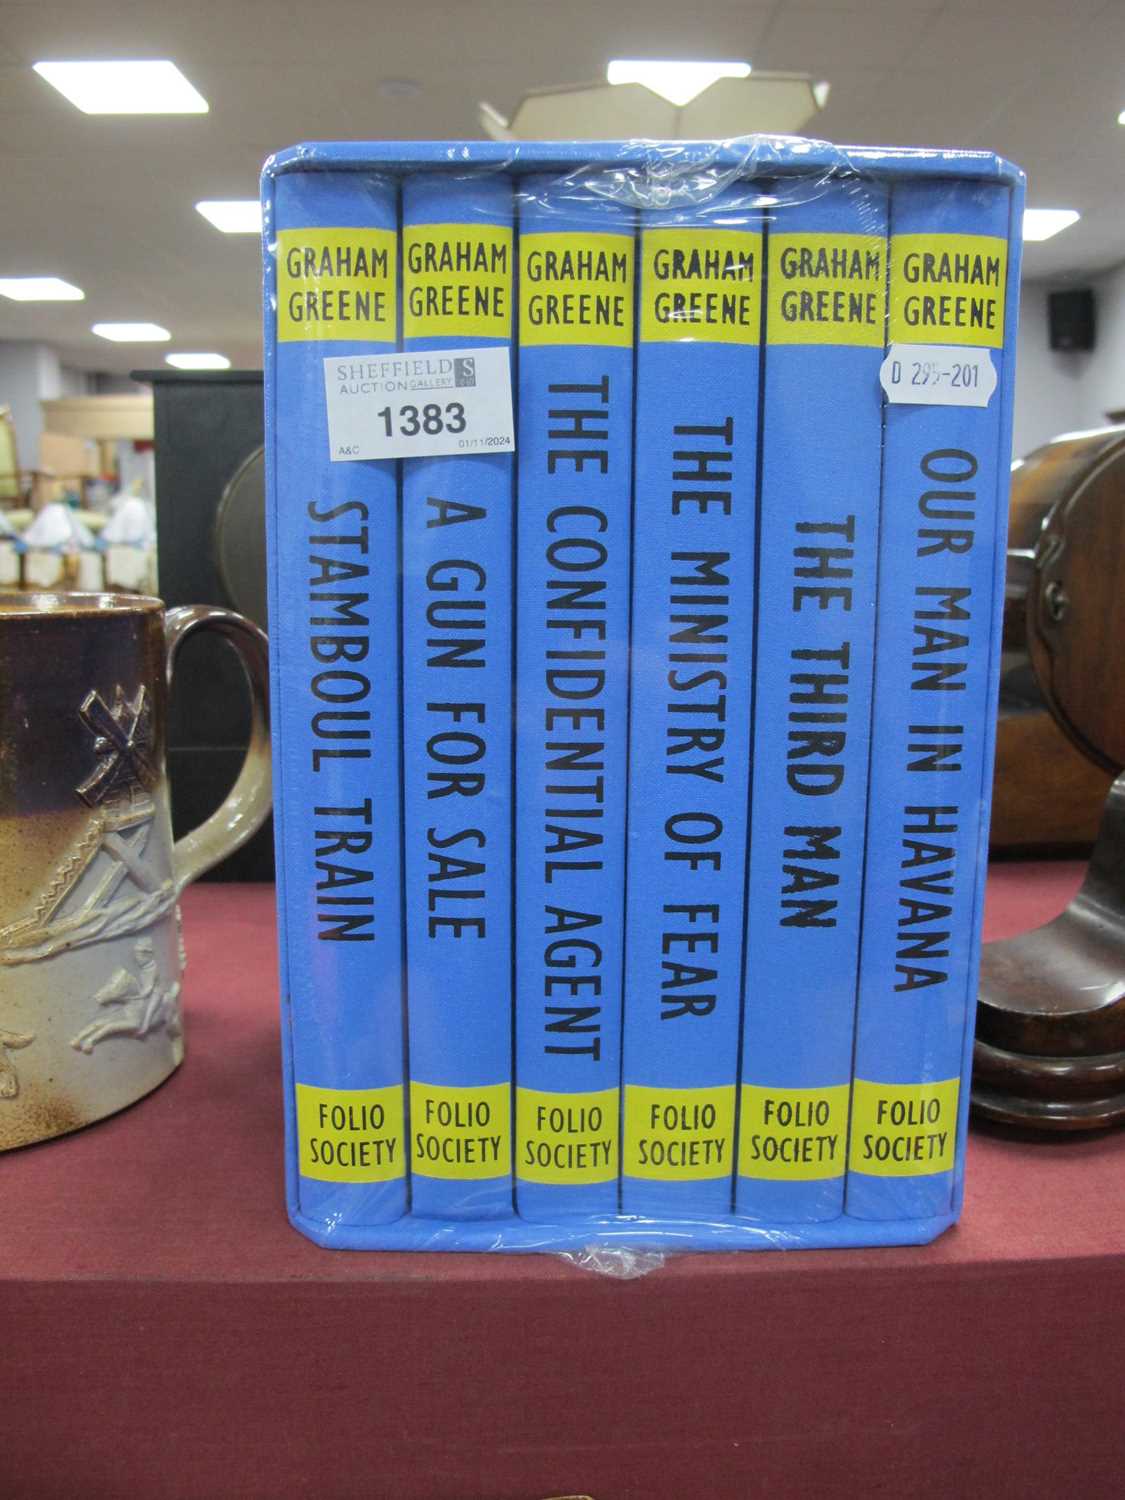 GRAHAM
GREENE
STAMBOUL TRAIN
FOLIO
SOCIETY
GRAHAM
GREENE
A GUN FOR SALE
FOLIO
SOCIETY
GRAHAM
GREENE
THE CONFIDENTIAL AGENT
FOLIO
SOCIETY
GRAHAM
GREENE
THE MINISTRY OF FEAR
FOLIO
SOCIETY
GRAHAM
GREENE
THE THIRD MAN
FOLIO
SOCIETY
GRAHAM
GREENE
OUR MAN IN HAVANA
FOLIO
SOCIETY
SHEFFIELD S
AUCTION GALLERY
1383
A&C 01/11/2024
D 295-201